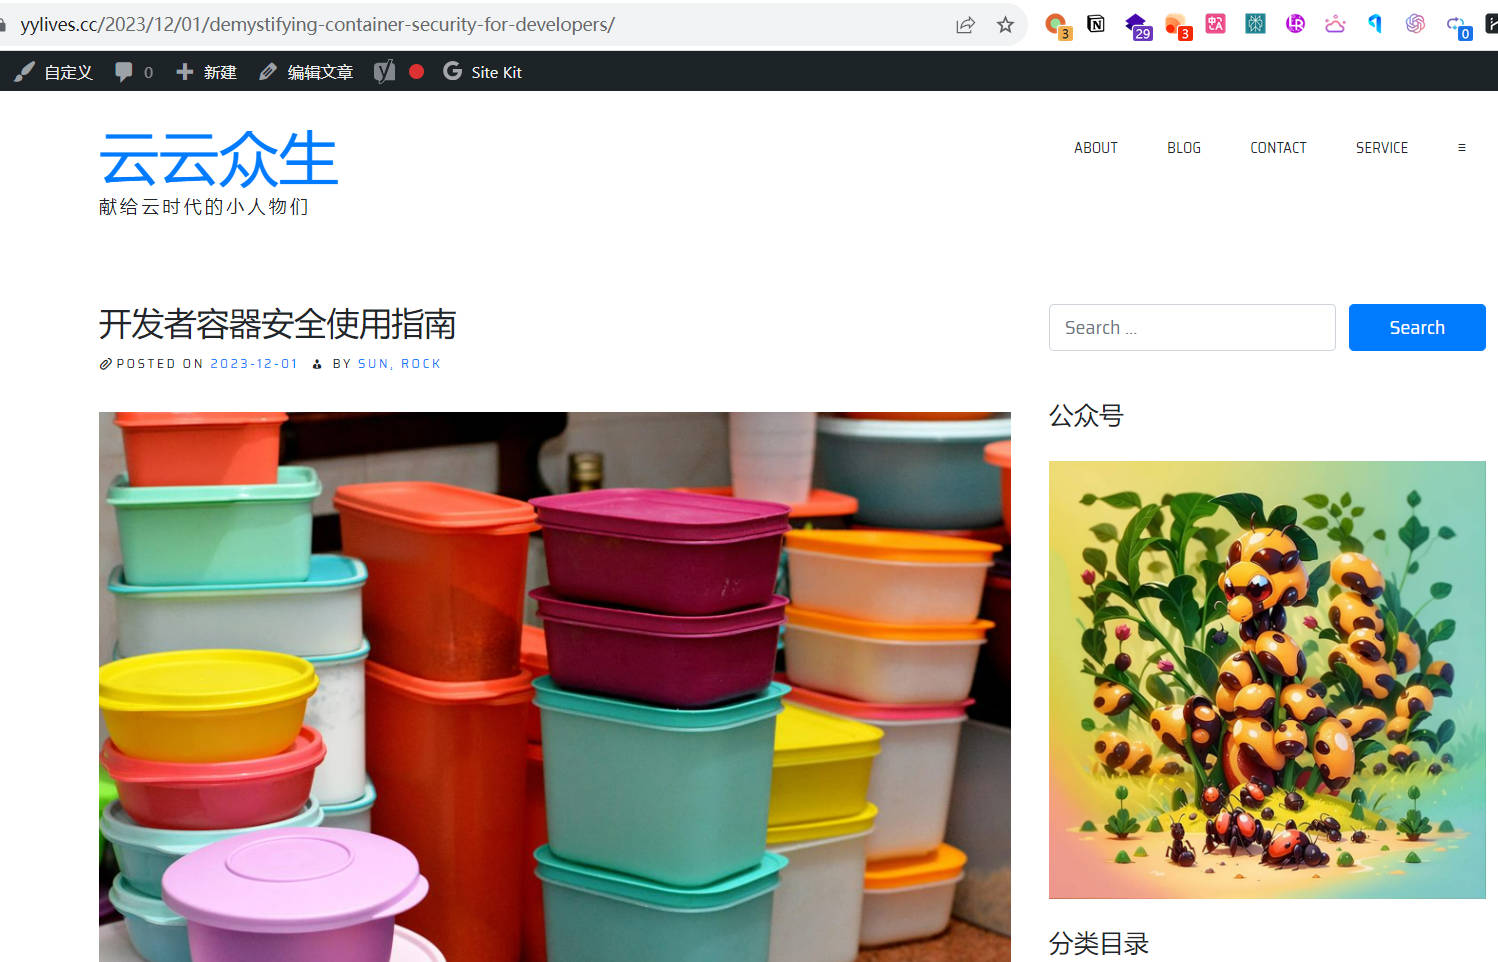 yylives.cc/2023/12/01/demystifying-container-security-for-developers/
3
29
3
0
自定义 0 新建 编辑文章 Site Kit
云云众生
献给云时代的小人物们
ABOUT BLOG CONTACT SERVICE ≡
开发者容器安全使用指南
POSTED ON 2023-12-01 BY SUN, ROCK
Search ... Search
公众号
分类目录